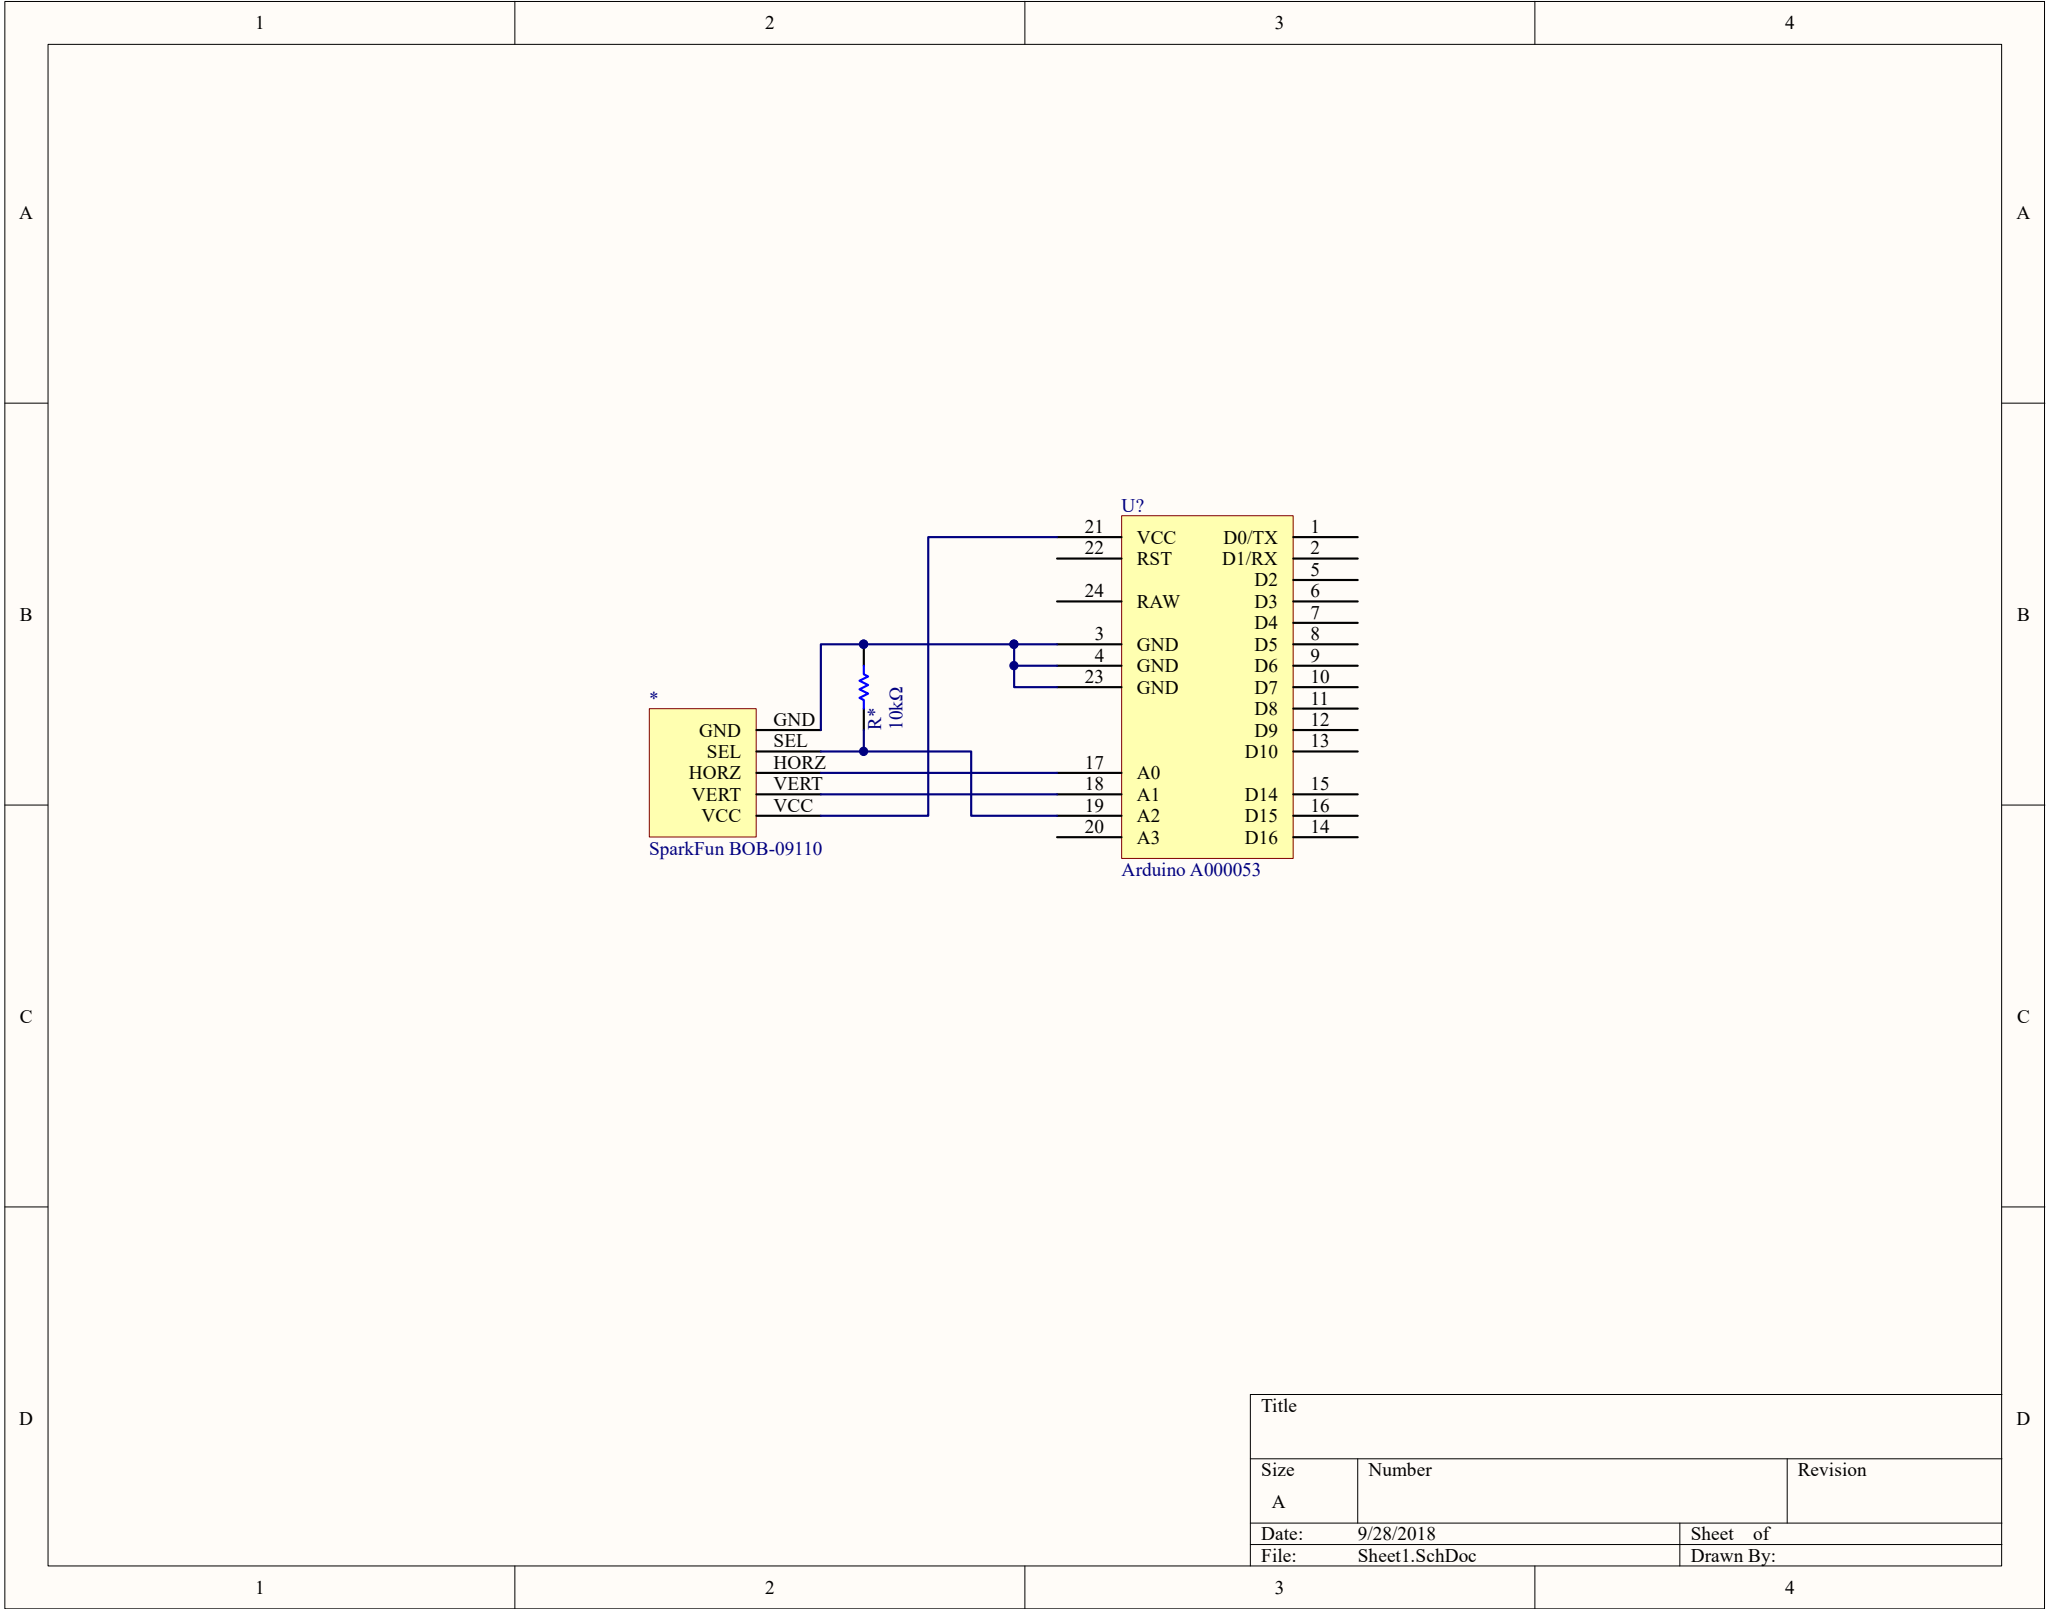 1 2 3 4
A A
B B
C C
D D
U?
21 VCC D0/TX 1
22 RST D1/RX 2
D2 5
24 RAW D3 6
D4 7
3 GND D5 8
4 GND D6 9
23 GND D7 10
D8 11
D9 12
D10 13
17 A0
18 A1 D14 15
19 A2 D15 16
20 A3 D16 14
Arduino A000053
R*
10kΩ
*
GND GND
SEL SEL
HORZ HORZ
VERT VERT
VCC VCC
SparkFun BOB-09110
Title
Size Number Revision
A
Date: 9/28/2018 Sheet of
File: Sheet1.SchDoc Drawn By:
1 2 3 4